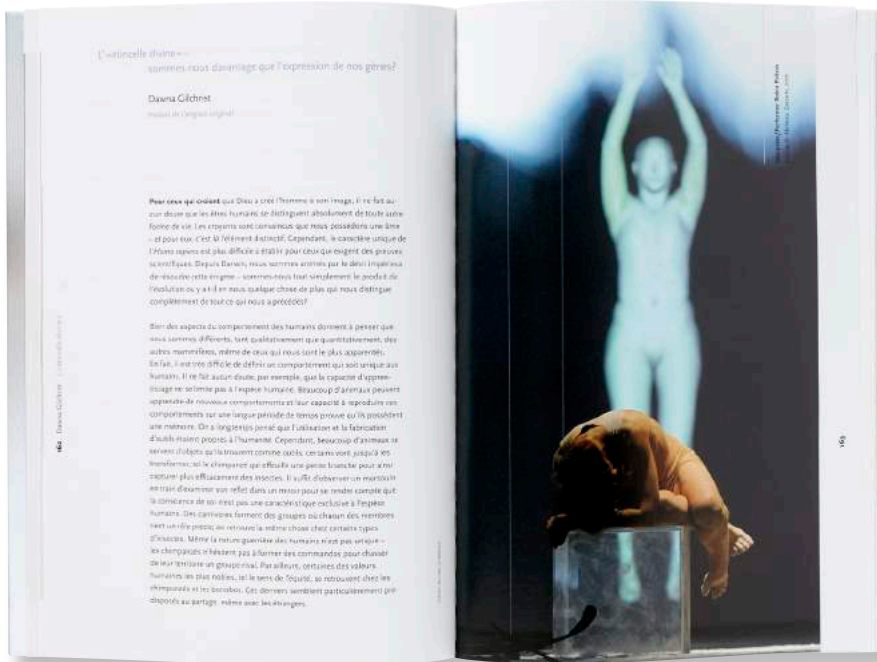 L'«étincelle divine» –
sommes-nous davantage que l'expression de nos gènes?
Dawna Gilchrist
traduit de l'anglais original
Pour ceux qui croient que Dieu a créé l'homme à son image, il ne fait au-
cun doute que les êtres humains se distinguent absolument de toute autre
forme de vie. Les croyants sont convaincus que nous possédons une âme
– et pour eux, c'est là l'élément distinctif. Cependant, le caractère unique de
l'Homo sapiens est plus difficile à établir pour ceux qui exigent des preuves
scientifiques. Depuis Darwin, nous sommes animés par le désir impérieux
de résoudre cette énigme – sommes-nous tout simplement le produit de
l'évolution ou y a-t-il en nous quelque chose de plus qui nous distingue
complètement de tout ce qui nous a précédés?
Bien des aspects du comportement des humains donnent à penser que
nous sommes différents, tant qualitativement que quantitativement, des
autres mammifères, même de ceux qui nous sont le plus apparentés.
En fait, il est très difficile de définir un comportement qui soit unique aux
humains. Il ne fait aucun doute, par exemple, que la capacité d'appren-
tissage ne se limite pas à l'espèce humaine. Beaucoup d'animaux peuvent
apprendre de nouveaux comportements et leur capacité à reproduire ces
comportements sur une longue période de temps prouve qu'ils possèdent
une mémoire. On a longtemps pensé que l'utilisation et la fabrication
d'outils étaient propres à l'humanité. Cependant, beaucoup d'animaux se
servent d'objets qu'ils trouvent comme outils; certains vont jusqu'à les
transformer, tel le chimpanzé qui effeuille une petite branche pour ainsi
capturer plus efficacement des insectes. Il suffit d'observer un marsouin
en train d'examiner son reflet dans un miroir pour se rendre compte que
la conscience de soi n'est pas une caractéristique exclusive à l'espèce
humaine. Des carnivores forment des groupes où chacun des membres
tient un rôle précis; on retrouve la même chose chez certains types
d'insectes. Même la nature guerrière des humains n'est pas unique –
les chimpanzés n'hésitent pas à former des commandos pour chasser
de leur territoire un groupe rival. Par ailleurs, certaines des valeurs
humaines les plus nobles, tel le sens de l'équité, se retrouvent chez les
chimpanzés et les bonobos. Ces derniers semblent particulièrement pré-
disposés au partage, même avec les étrangers.
162 Dawna Gilchrist L'«étincelle divine»
Robin Poitras
163